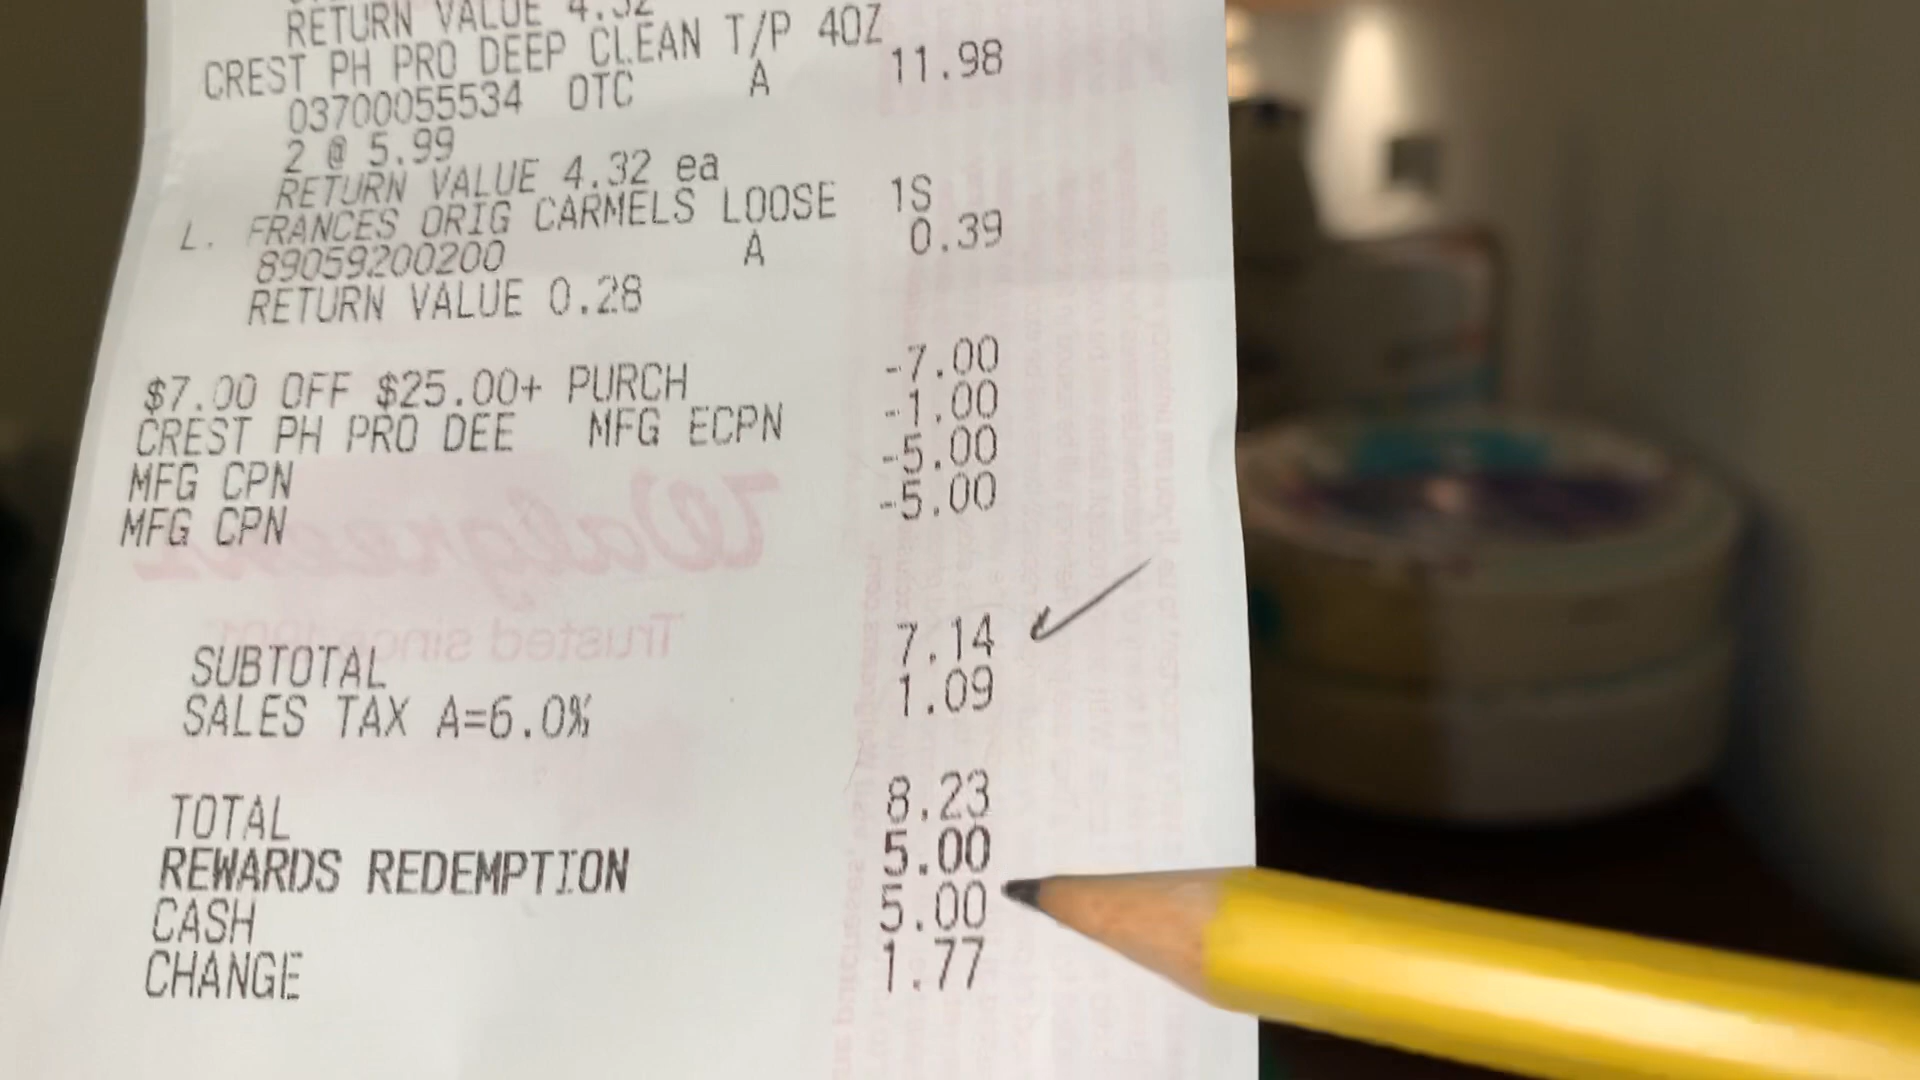 RETURN VALUE 4.32
CREST PH PRO DEEP CLEAN T/P 4OZ
03700055534 OTC A 11.98
2 @ 5.99
RETURN VALUE 4.32 ea
L. FRANCES ORIG CARMELS LOOSE 1S
89059200200 A 0.39
RETURN VALUE 0.28
$7.00 OFF $25.00+ PURCH -7.00
CREST PH PRO DEE MFG ECPN -1.00
MFG CPN -5.00
MFG CPN -5.00
Walgreens
Trusted since 1901
SUBTOTAL 7.14
SALES TAX A=6.0% 1.09
TOTAL 8.23
REWARDS REDEMPTION 5.00
CASH 5.00
CHANGE 1.77